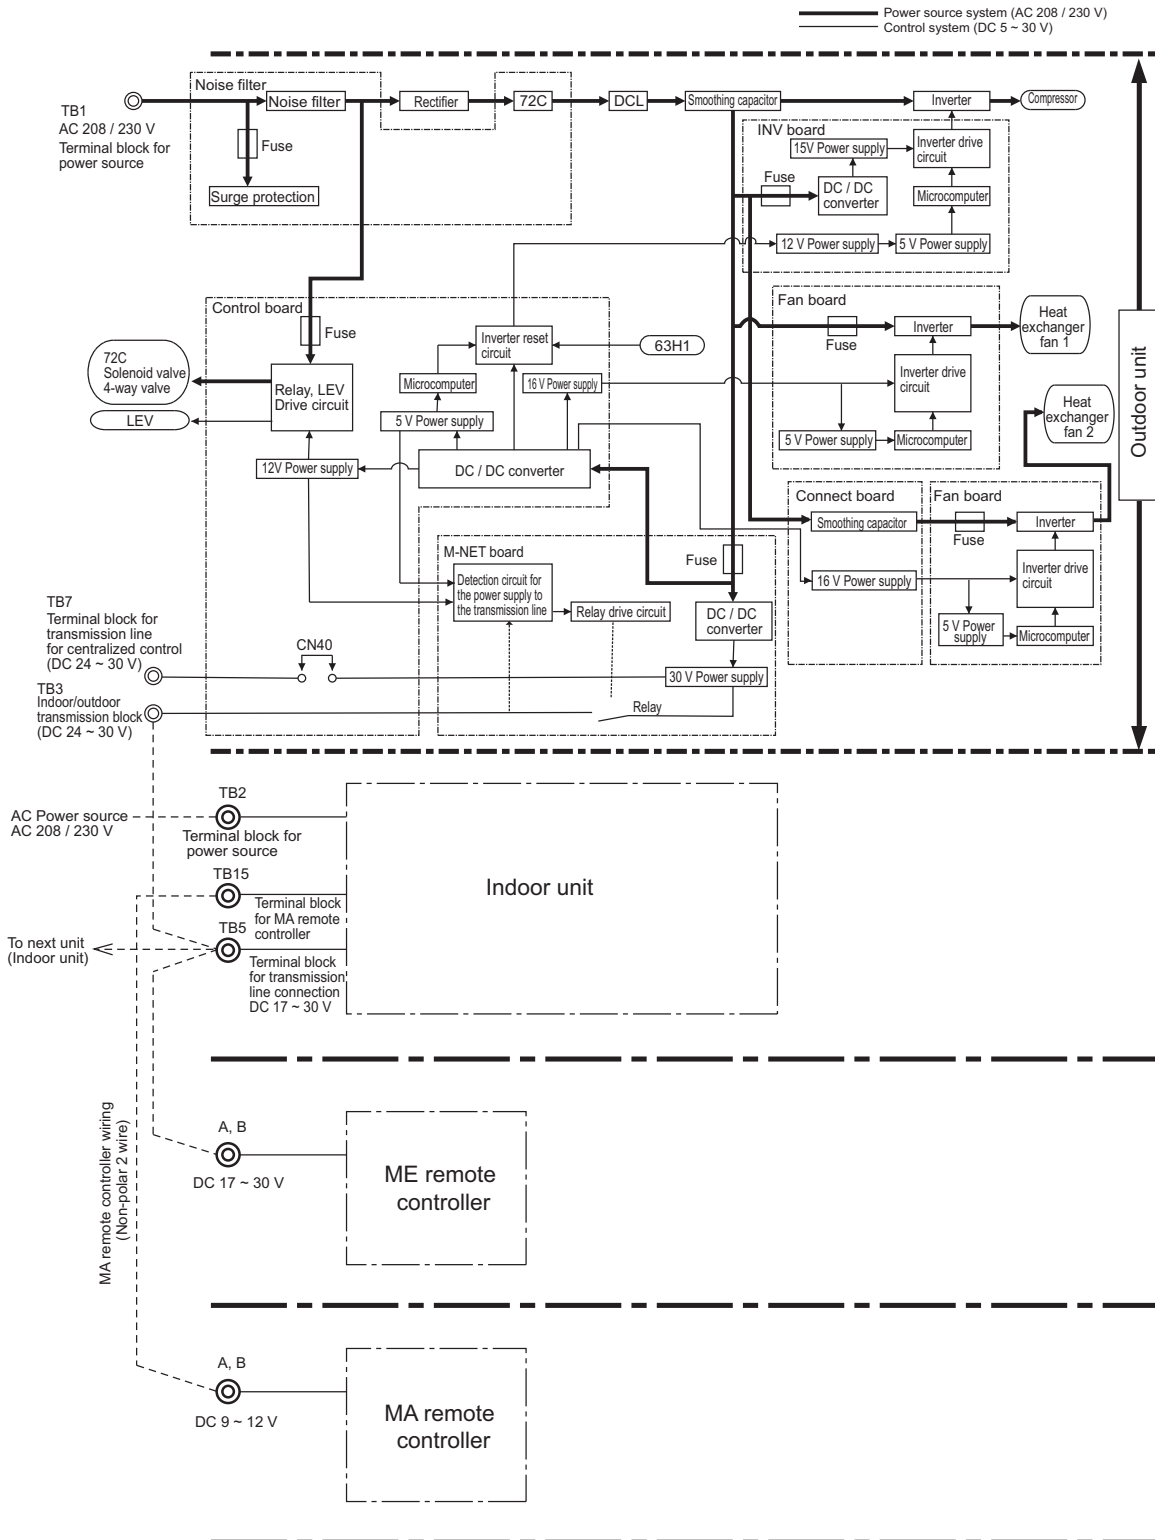 Power source system (AC 208 / 230 V)
Control system (DC 5 ~ 30 V)
Noise filter
TB1
AC 208 / 230 V
Terminal block for
power source
Noise filter
Rectifier
72C
DCL
Smoothing capacitor
Inverter
Compressor
Fuse
Surge protection
INV board
15V Power supply
Inverter drive
circuit
Fuse
DC / DC
converter
Microcomputer
12 V Power supply
5 V Power supply
Control board
Fuse
72C
Solenoid valve
4-way valve
LEV
Relay, LEV
Drive circuit
12V Power supply
Inverter reset
circuit
63H1
Microcomputer
16 V Power supply
5 V Power supply
DC / DC converter
Fan board
Fuse
Inverter
Heat
exchanger
fan 1
Inverter drive
circuit
5 V Power supply
Microcomputer
Heat
exchanger
fan 2
Outdoor unit
Connect board
Smoothing capacitor
16 V Power supply
Fan board
Fuse
Inverter
Inverter drive
circuit
5 V Power
supply
Microcomputer
M-NET board
Fuse
Detection circuit for
the power supply to
the transmission line
Relay drive circuit
DC / DC
converter
30 V Power supply
Relay
TB7
Terminal block for
transmission line
for centralized control
(DC 24 ~ 30 V)
CN40
TB3
Indoor/outdoor
transmission block
(DC 24 ~ 30 V)
AC Power source
AC 208 / 230 V
TB2
Terminal block for
power source
TB15
Terminal block
for MA remote
controller
Indoor unit
To next unit
(Indoor unit)
TB5
Terminal block
for transmission
line connection
DC 17 ~ 30 V
MA remote controller wiring
(Non-polar 2 wire)
A, B
DC 17 ~ 30 V
ME remote
controller
A, B
DC 9 ~ 12 V
MA remote
controller